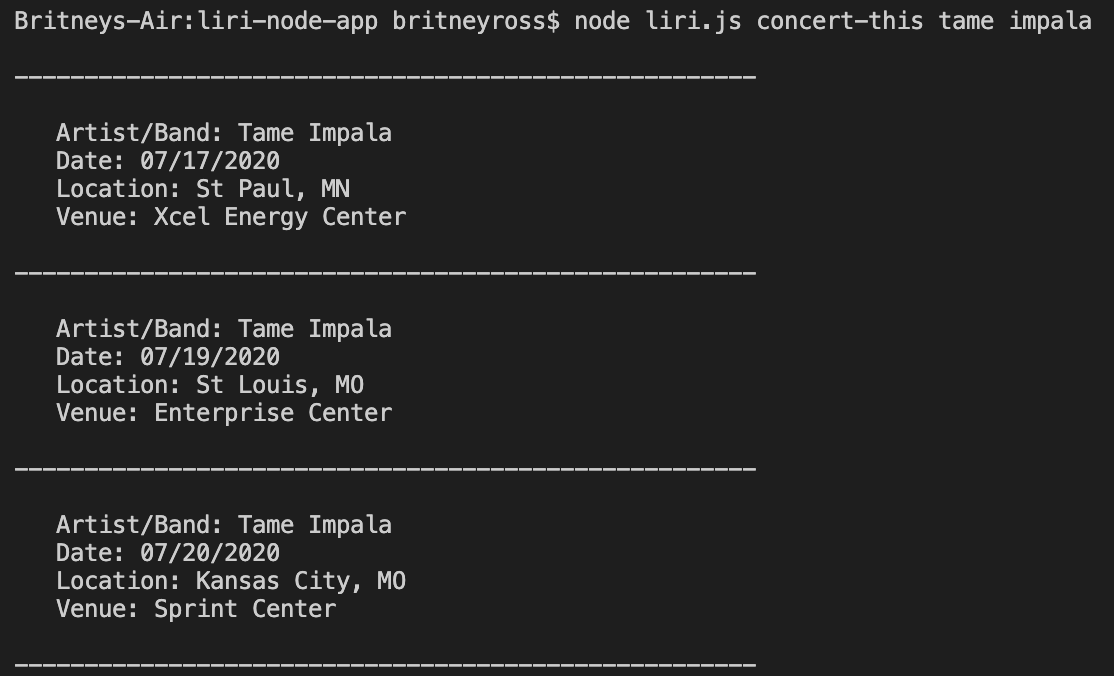 Britneys-Air:liri-node-app britneyross$ node liri.js concert-this tame impala
-----------------------------------------------------
Artist/Band: Tame Impala
Date: 07/17/2020
Location: St Paul, MN
Venue: Xcel Energy Center
-----------------------------------------------------
Artist/Band: Tame Impala
Date: 07/19/2020
Location: St Louis, MO
Venue: Enterprise Center
-----------------------------------------------------
Artist/Band: Tame Impala
Date: 07/20/2020
Location: Kansas City, MO
Venue: Sprint Center
-----------------------------------------------------